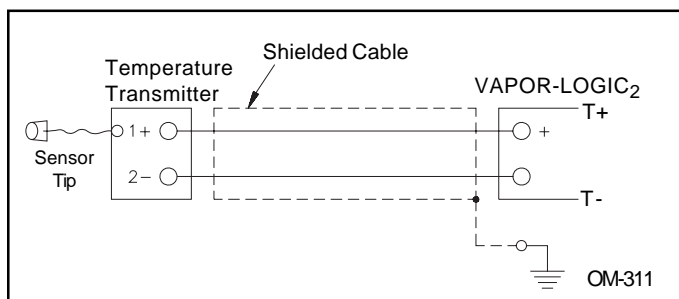 Shielded Cable
Temperature
Transmitter
VAPOR-LOGIC2
T+
1+
+
Sensor
Tip
2-
T-
OM-311